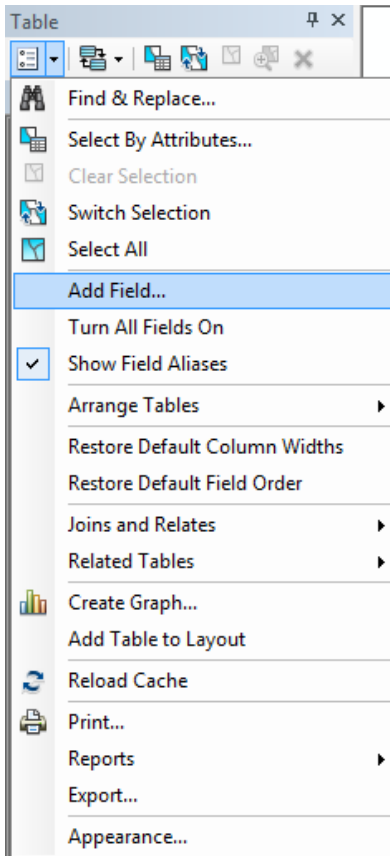 Table
Find & Replace...
Select By Attributes...
Clear Selection
Switch Selection
Select All
Add Field...
Turn All Fields On
Show Field Aliases
Arrange Tables
Restore Default Column Widths
Restore Default Field Order
Joins and Relates
Related Tables
Create Graph...
Add Table to Layout
Reload Cache
Print...
Reports
Export...
Appearance...